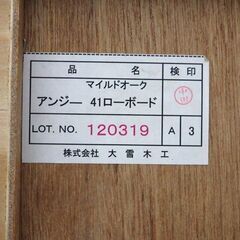 品 名 検印
マイルドオーク
アンジー 41ローボード
LOT. NO. 120319 A 3
株式会社 大雪木工